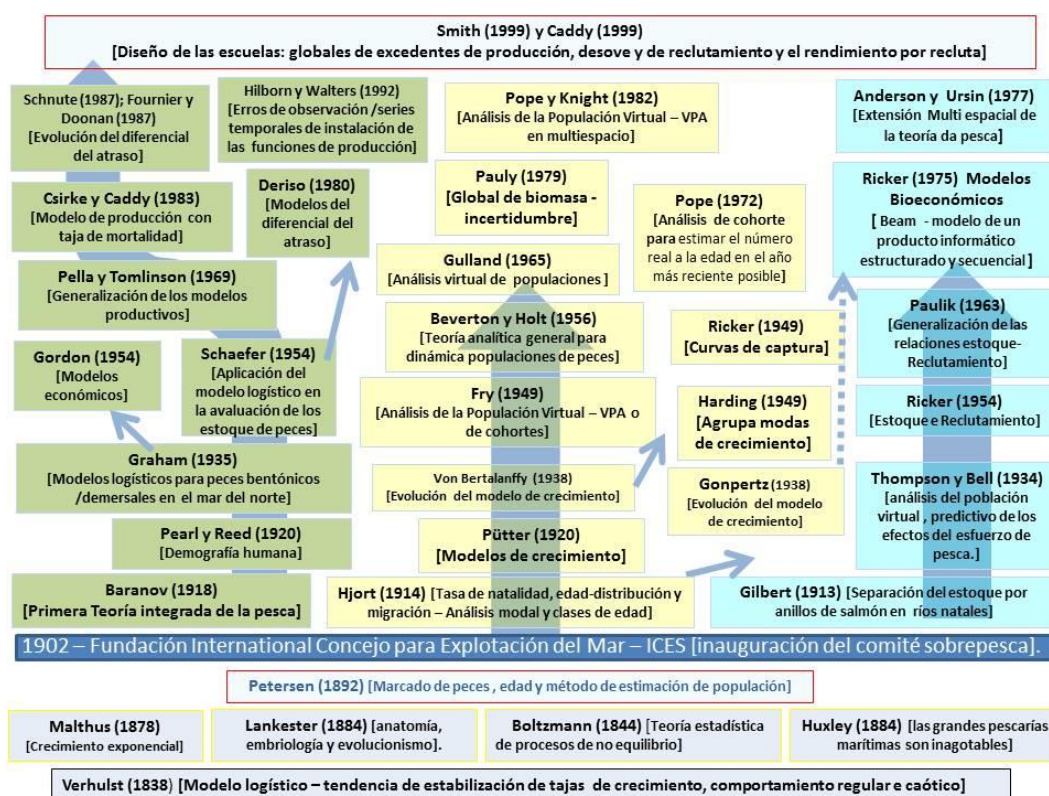 Smith (1999) y Caddy (1999)
[Diseño de las escuelas: globales de excedentes de producción, desove y de reclutamiento y el rendimiento por recluta]
Schnute (1987); Fournier y
Doonan (1987)
[Evolución del diferencial
del atraso]
Hilborn y Walters (1992)
[Erros de observación /series
temporales de instalación de
las funciones de producción]
Pope y Knight (1982)
[Análisis de la Populación Virtual – VPA
en multiespacio]
Anderson y Ursin (1977)
[Extensión Multi espacial de
la teoría da pesca]
Csirke y Caddy (1983)
[Modelo de producción con
taja de mortalidad]
Deriso (1980)
[Modelos del
diferencial del
atraso]
Pauly (1979)
[Global de biomasa -
incertidumbre]
Pope (1972)
[Análisis de cohorte
para estimar el número
real a la edad en el año
más reciente posible]
Ricker (1975) Modelos
Bioeconómicos
[ Beam - modelo de un
producto informático
estructurado y secuencial ]
Pella y Tomlinson (1969)
[Generalización de los modelos
productivos]
Gulland (1965)
[Análisis virtual de populaciones]
Gordon (1954)
[Modelos
económicos]
Schaefer (1954)
[Aplicación del
modelo logístico en
la avaluación de los
estoque de peces]
Beverton y Holt (1956)
[Teoría analítica general para
dinámica populaciones de peces]
Ricker (1949)
[Curvas de captura]
Paulik (1963)
[Generalización de las
relaciones estoque-
Reclutamiento]
Fry (1949)
[Análisis de la Populación Virtual – VPA o
de cohortes]
Harding (1949)
[Agrupa modas
de crecimiento]
Ricker (1954)
[Estoque e Reclutamiento]
Graham (1935)
[Modelos logísticos para peces bentónicos
/demersales en el mar del norte]
Von Bertalanffy (1938)
[Evolución del modelo de crecimiento]
Gonpertz (1938)
[Evolución del modelo
de crecimiento]
Thompson y Bell (1934)
[análisis del población
virtual , predictivo de los
efectos del esfuerzo de
pesca.]
Pearl y Reed (1920)
[Demografía humana]
Pütter (1920)
[Modelos de crecimiento]
Baranov (1918)
[Primera Teoría integrada de la pesca]
Hjort (1914) [Tasa de natalidad, edad-distribución y
migración – Análisis modal y clases de edad]
Gilbert (1913) [Separación del estoque por
anillos de salmón en ríos natales]
1902 – Fundación International Concejo para Explotación del Mar – ICES [inauguración del comité sobrepesca].
Petersen (1892) [Marcado de peces , edad y método de estimación de populación]
Malthus (1878)
[Crecimiento exponencial]
Lankester (1884) [anatomía,
embriología y evolucionismo].
Boltzmann (1844) [Teoría estadística
de procesos de no equilibrio]
Huxley (1884) [las grandes pescarías
marítimas son inagotables]
Verhulst (1838) [Modelo logístico – tendencia de estabilización de tajas de crecimiento, comportamiento regular e caótico]